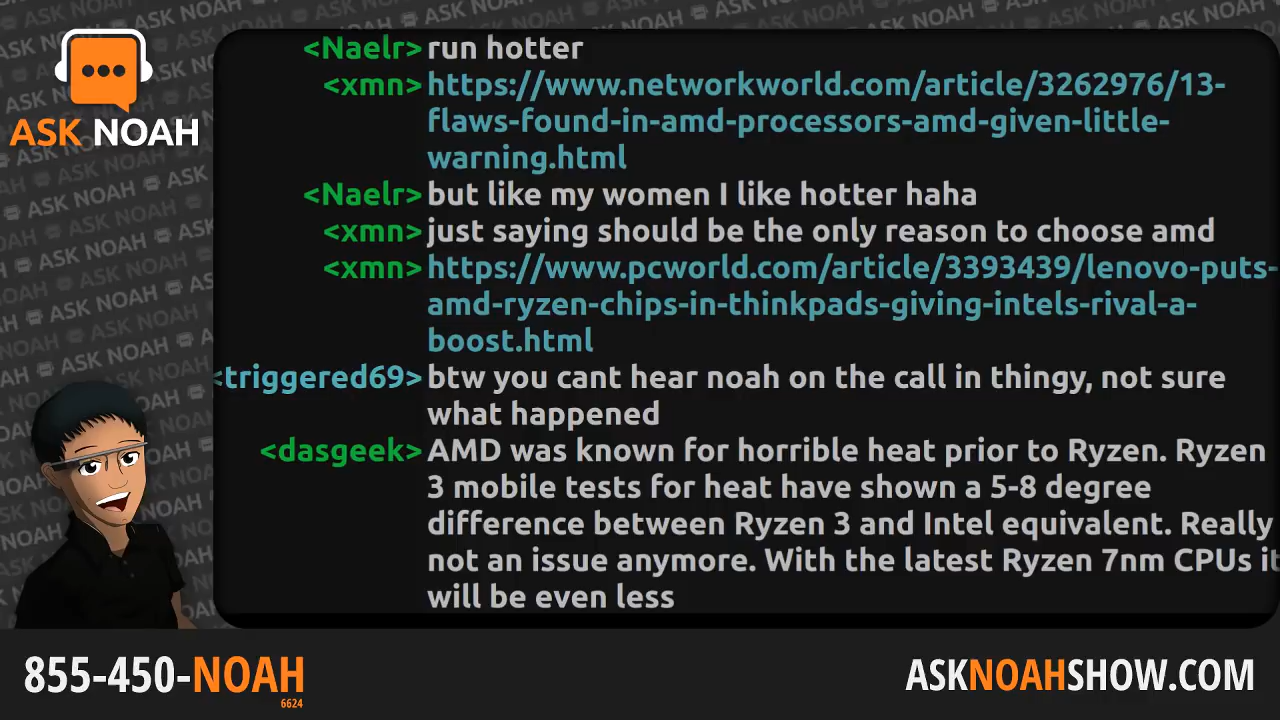 ASK NOAH
<Naelr> run hotter
<xmn> https://www.networkworld.com/article/3262976/13-
flaws-found-in-amd-processors-amd-given-little-
warning.html
<Naelr> but like my women I like hotter haha
<xmn> just saying should be the only reason to choose amd
<xmn> https://www.pcworld.com/article/3393439/lenovo-puts-
amd-ryzen-chips-in-thinkpads-giving-intels-rival-a-
boost.html
<triggered69> btw you cant hear noah on the call in thingy, not sure
what happened
<dasgeek> AMD was known for horrible heat prior to Ryzen. Ryzen
3 mobile tests for heat have shown a 5-8 degree
difference between Ryzen 3 and Intel equivalent. Really
not an issue anymore. With the latest Ryzen 7nm CPUs it
will be even less
855-450-NOAH
6624
ASKNOAHSHOW.COM